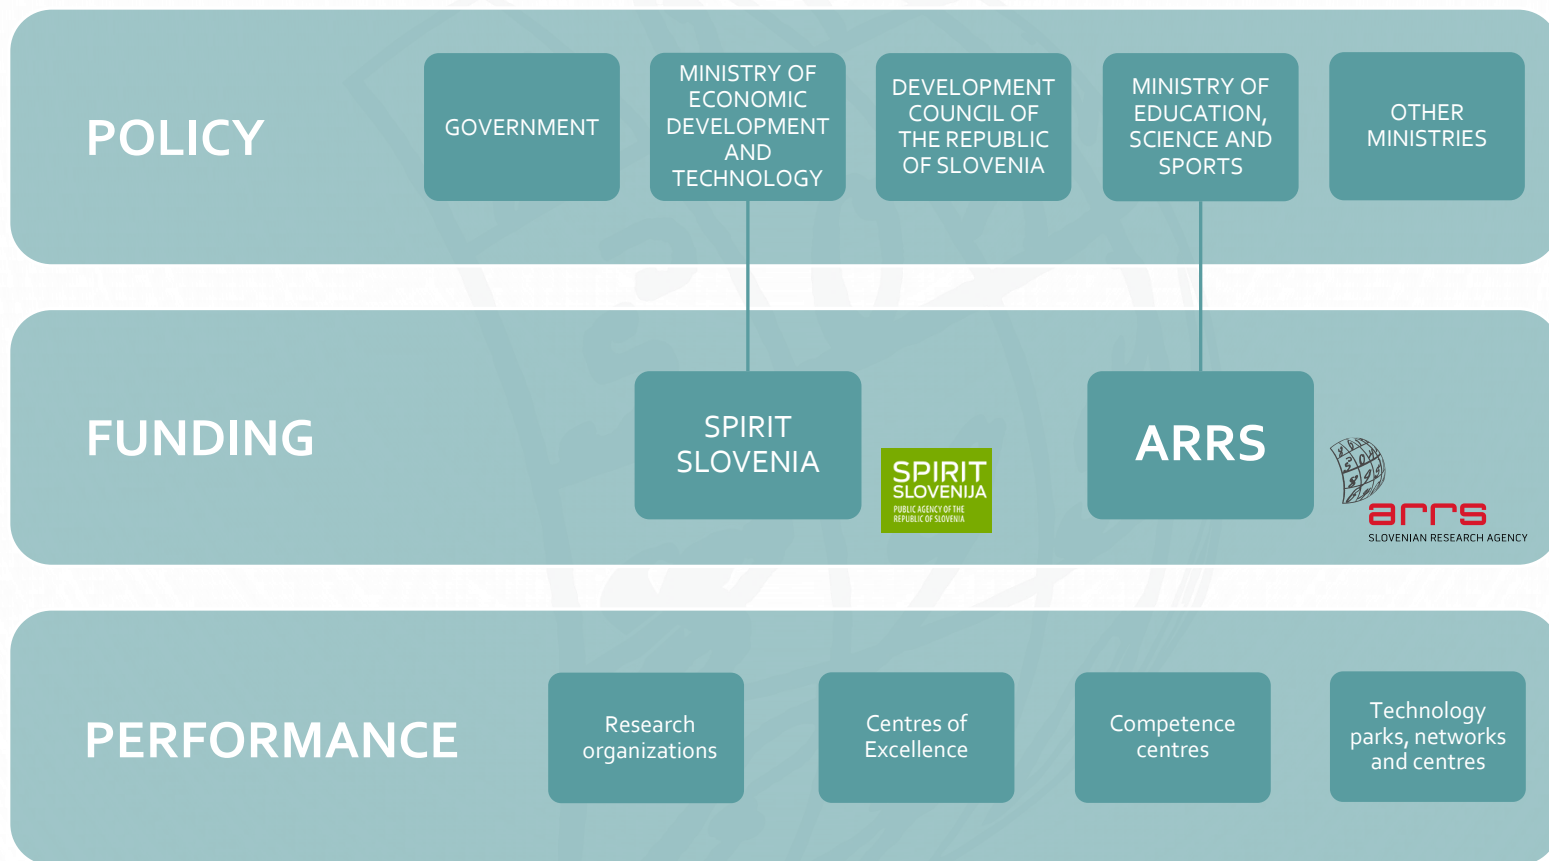 POLICY
GOVERNMENT
MINISTRY OF
ECONOMIC
DEVELOPMENT
AND
TECHNOLOGY
DEVELOPMENT
COUNCIL OF
THE REPUBLIC
OF SLOVENIA
MINISTRY OF
EDUCATION,
SCIENCE AND
SPORTS
OTHER
MINISTRIES
FUNDING
SPIRIT
SLOVENIA
SPIRIT
SLOVENIJA
PUBLIC AGENCY OF THE
REPUBLIC OF SLOVENIA
ARRS
arrs
SLOVENIAN RESEARCH AGENCY
PERFORMANCE
Research
organizations
Centres of
Excellence
Competence
centres
Technology
parks, networks
and centres